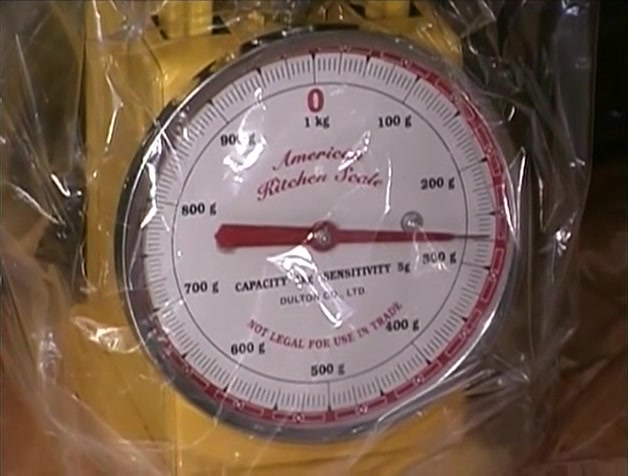 0
1 kg
100 g
200 g
300 g
400 g
500 g
600 g
700 g
800 g
900 g
American
Kitchen Scale
CAPACITY SENSITIVITY 5g
DULTON CO., LTD.
NOT LEGAL FOR USE IN TRADE